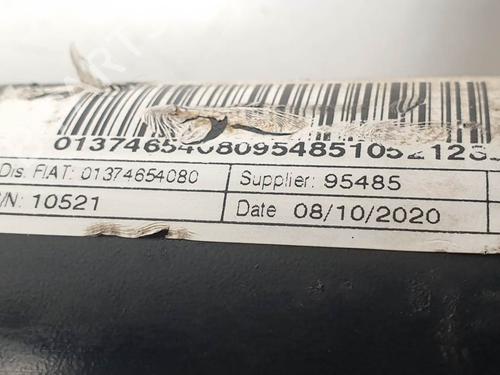 01374654080954851052123
Dis. FIAT: 01374654080 Supplier: 95485
/N: 10521 Date 08/10/2020